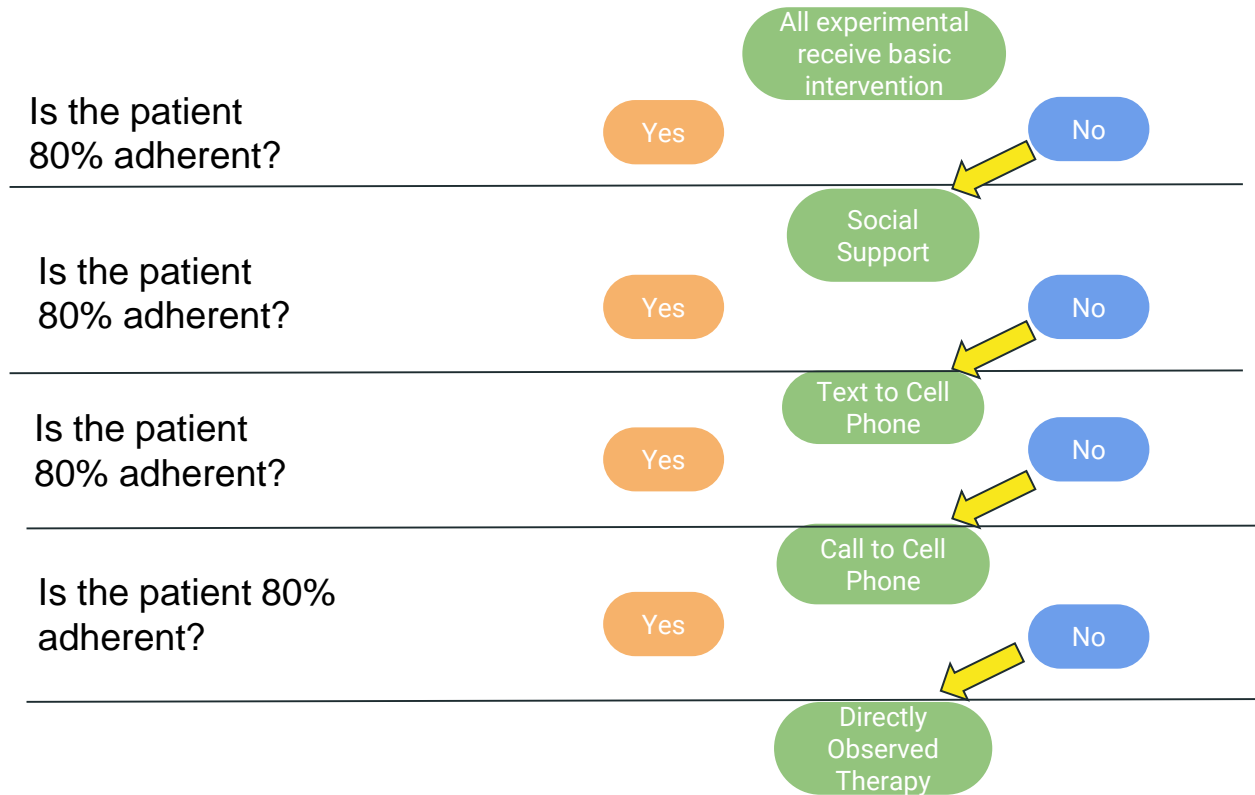 All experimental
receive basic
intervention
Is the patient
80% adherent?
Yes
No
Social
Support
Is the patient
80% adherent?
Yes
No
Text to Cell
Phone
Is the patient
80% adherent?
Yes
No
Call to Cell
Phone
Is the patient 80%
adherent?
Yes
No
Directly
Observed
Therapy